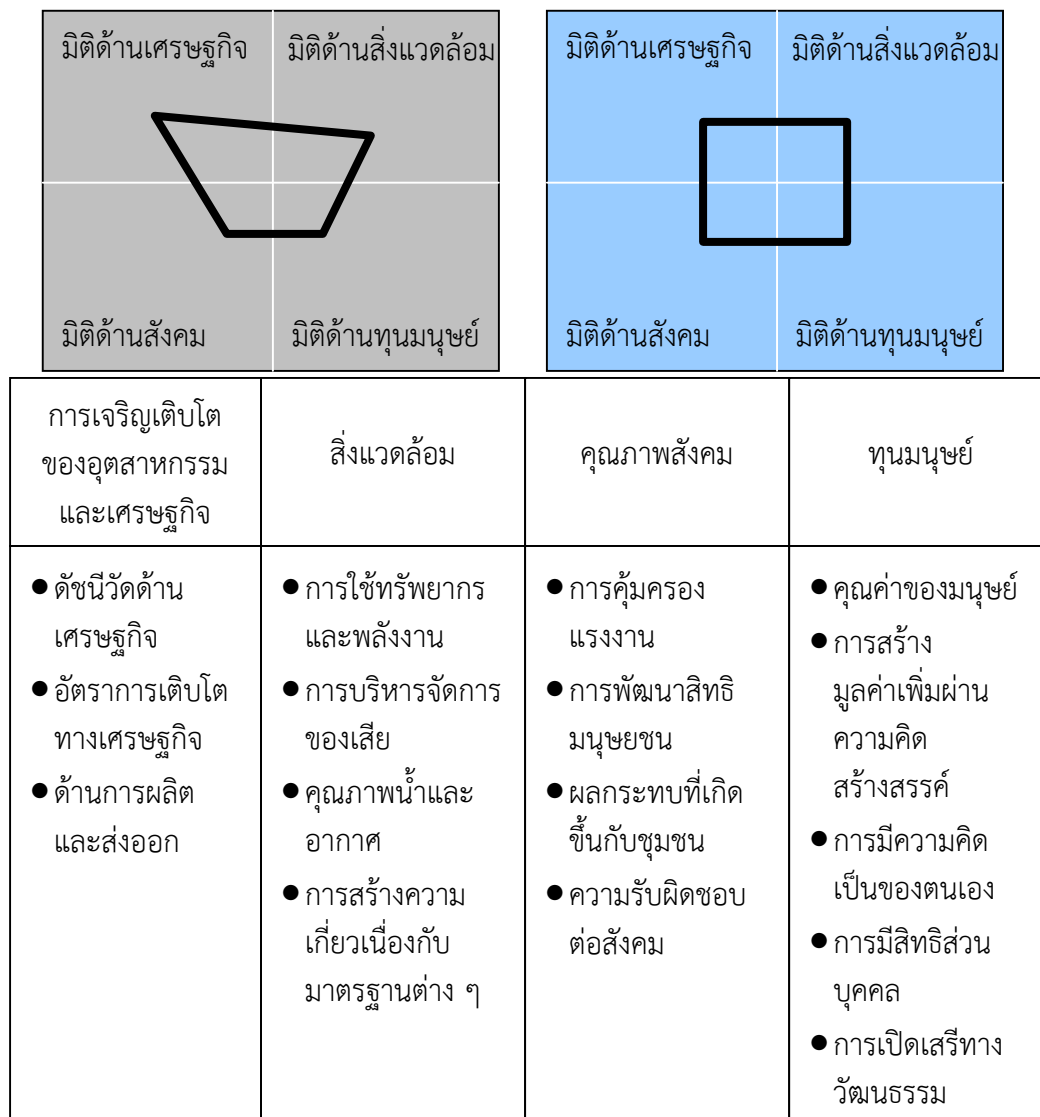 มิติด้านเศรษฐกิจ มิติด้านสิ่งแวดล้อม
มิติด้านสังคม มิติด้านทุนมนุษย์
มิติด้านเศรษฐกิจ มิติด้านสิ่งแวดล้อม
มิติด้านสังคม มิติด้านทุนมนุษย์
การเจริญเติบโต
ของอุตสาหกรรม
และเศรษฐกิจ
สิ่งแวดล้อม
คุณภาพสังคม
ทุนมนุษย์
● ดัชนีวัดด้าน
เศรษฐกิจ
● อัตราการเติบโต
ทางเศรษฐกิจ
● ด้านการผลิต
และส่งออก
● การใช้ทรัพยากร
และพลังงาน
● การบริหารจัดการ
ของเสีย
● คุณภาพน้ำและ
อากาศ
● การสร้างความ
เกี่ยวเนื่องกับ
มาตรฐานต่าง ๆ
● การคุ้มครอง
แรงงาน
● การพัฒนาสิทธิ
มนุษยชน
● ผลกระทบที่เกิด
ขึ้นกับชุมชน
● ความรับผิดชอบ
ต่อสังคม
● คุณค่าของมนุษย์
● การสร้าง
มูลค่าเพิ่มผ่าน
ความคิด
สร้างสรรค์
● การมีความคิด
เป็นของตนเอง
● การมีสิทธิส่วน
บุคคล
● การเปิดเสรีทาง
วัฒนธรรม